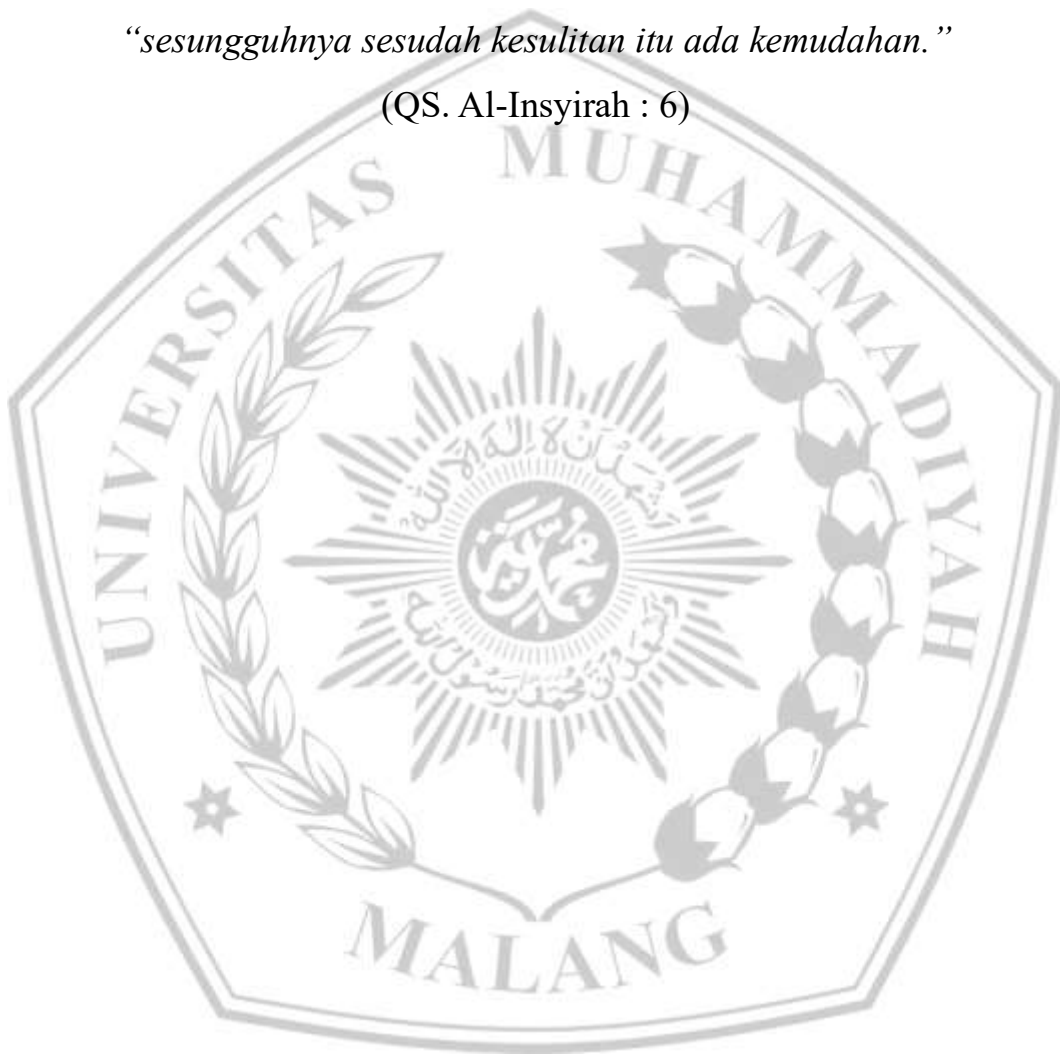 “sesungguhnya sesudah kesulitan itu ada kemudahan.”
(QS. Al-Insyirah : 6)
UNIVERSITAS MUHAMMADIYAH
MALANG